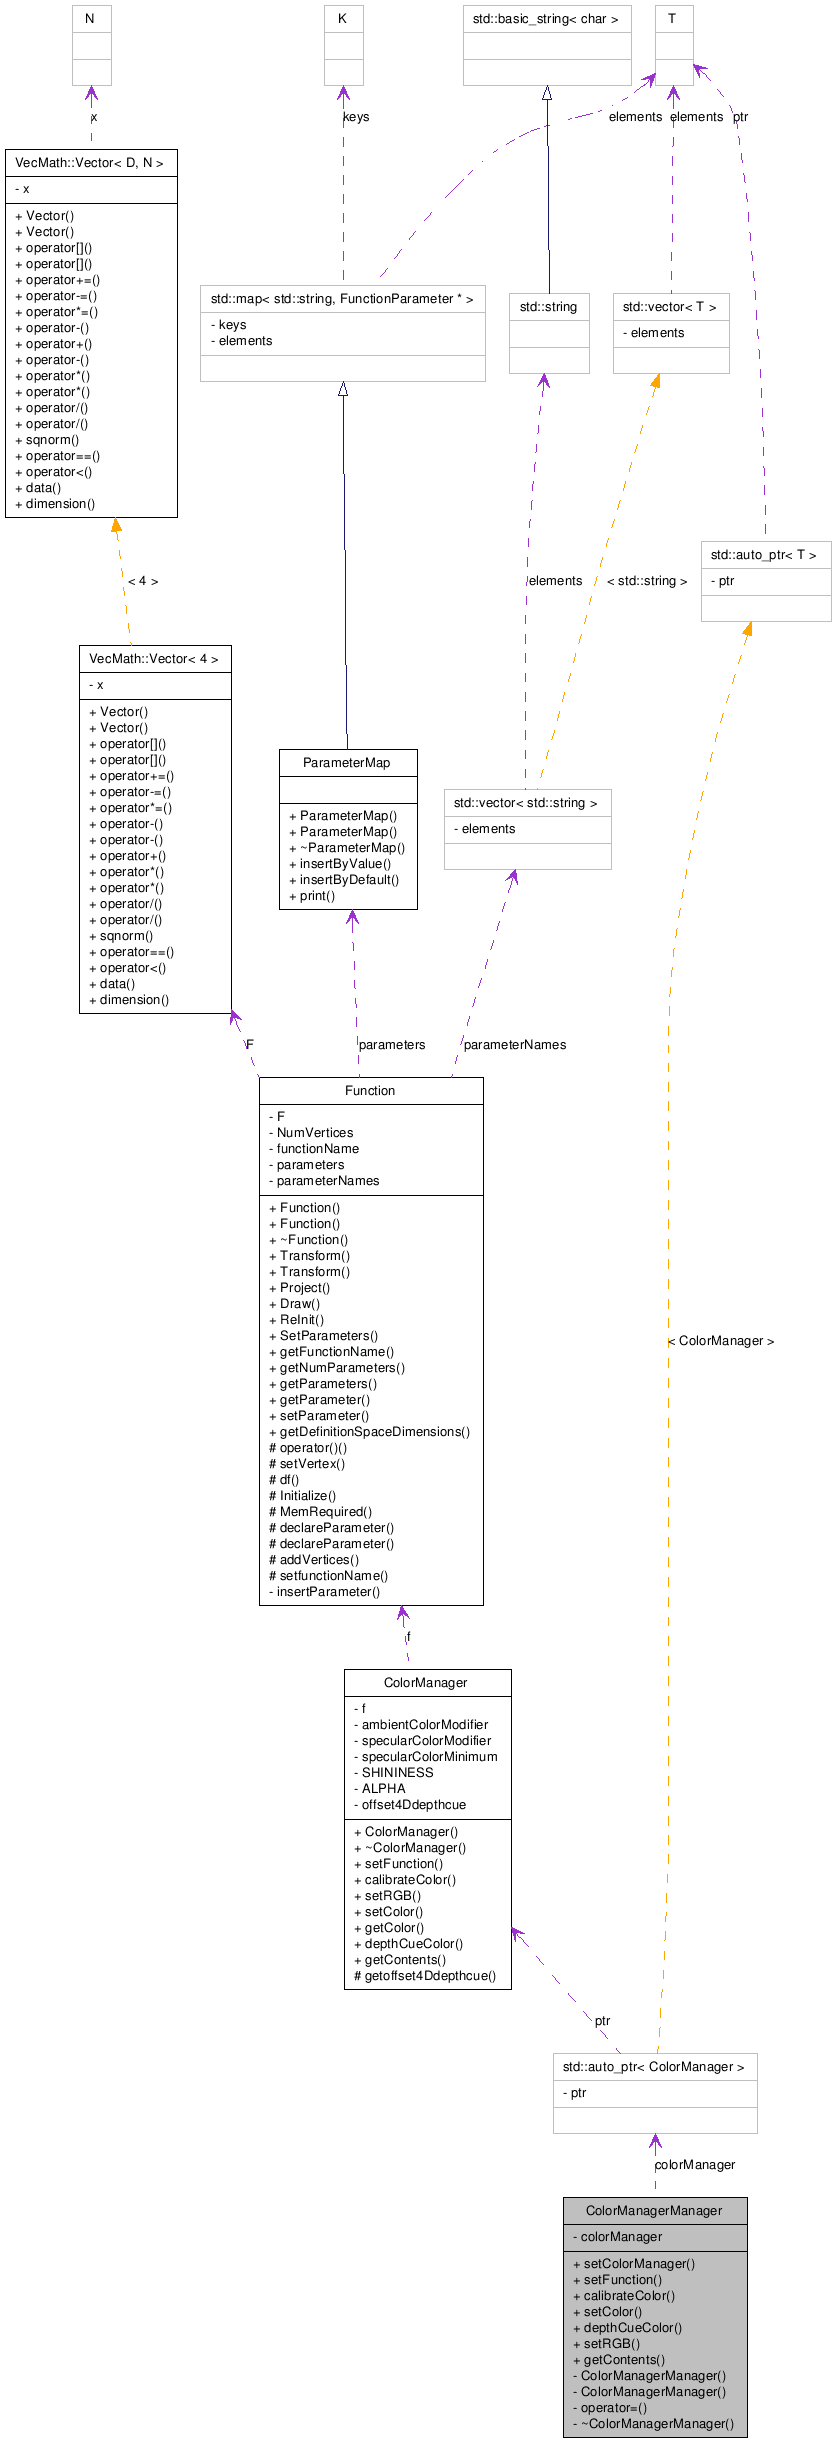 N
K
std::basic_string< char >
T
x
keys
elements
elements
ptr
VecMath::Vector< D, N >
- x
+ Vector()
+ Vector()
+ operator[]()
+ operator[]()
+ operator+=()
+ operator-=()
+ operator*=()
+ operator-()
+ operator+()
+ operator-()
+ operator*()
+ operator*()
+ operator/()
+ operator/()
+ sqnorm()
+ operator==()
+ operator<()
+ data()
+ dimension()
std::map< std::string, FunctionParameter * >
- keys
- elements
std::string
std::vector< T >
- elements
std::auto_ptr< T >
- ptr
< 4 >
elements
< std::string >
VecMath::Vector< 4 >
- x
+ Vector()
+ Vector()
+ operator[]()
+ operator[]()
+ operator+=()
+ operator-=()
+ operator*=()
+ operator-()
+ operator-()
+ operator+()
+ operator*()
+ operator*()
+ operator/()
+ operator/()
+ sqnorm()
+ operator==()
+ operator<()
+ data()
+ dimension()
ParameterMap
+ ParameterMap()
+ ParameterMap()
+ ~ParameterMap()
+ insertByValue()
+ insertByDefault()
+ print()
std::vector< std::string >
- elements
F
parameters
parameterNames
Function
- F
- NumVertices
- functionName
- parameters
- parameterNames
+ Function()
+ Function()
+ ~Function()
+ Transform()
+ Transform()
+ Project()
+ Draw()
+ ReInit()
+ SetParameters()
+ getFunctionName()
+ getNumParameters()
+ getParameters()
+ getParameter()
+ setParameter()
+ getDefinitionSpaceDimensions()
# operator()()
# setVertex()
# df()
# Initialize()
# MemRequired()
# declareParameter()
# declareParameter()
# addVertices()
# setfunctionName()
- insertParameter()
< ColorManager >
f
ColorManager
- f
- ambientColorModifier
- specularColorModifier
- specularColorMinimum
- SHININESS
- ALPHA
- offset4Ddepthcue
+ ColorManager()
+ ~ColorManager()
+ setFunction()
+ calibrateColor()
+ setRGB()
+ setColor()
+ getColor()
+ depthCueColor()
+ getContents()
# getoffset4Ddepthcue()
ptr
std::auto_ptr< ColorManager >
- ptr
colorManager
ColorManagerManager
- colorManager
+ setColorManager()
+ setFunction()
+ calibrateColor()
+ setColor()
+ depthCueColor()
+ setRGB()
+ getContents()
- ColorManagerManager()
- ColorManagerManager()
- operator=()
- ~ColorManagerManager()